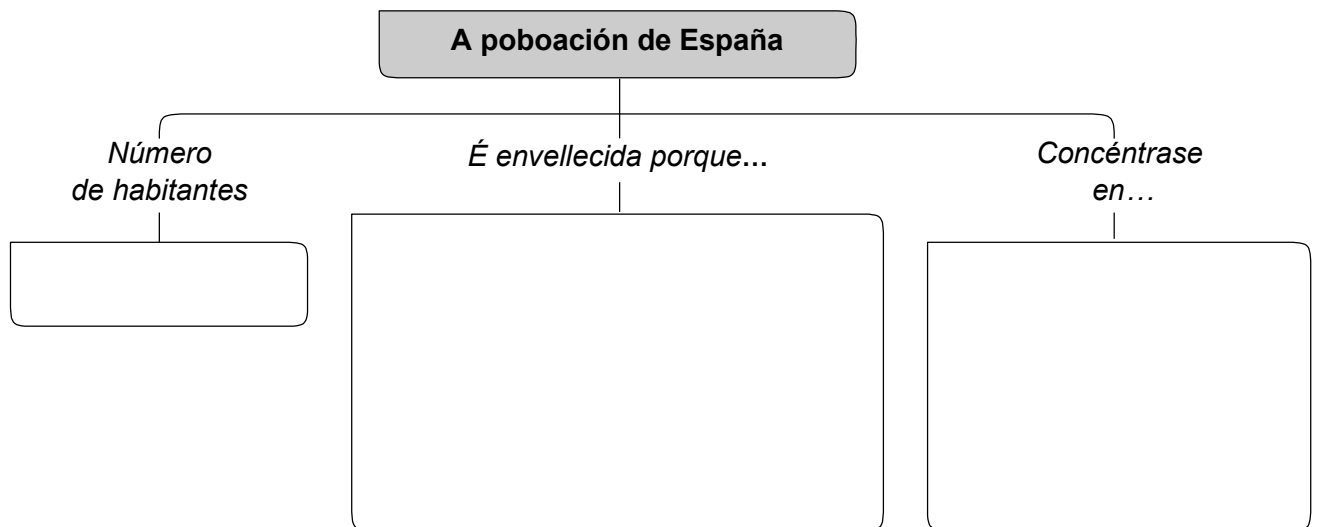 A poboación de España
Número
de habitantes
É envellecida porque...
Concéntrase
en…